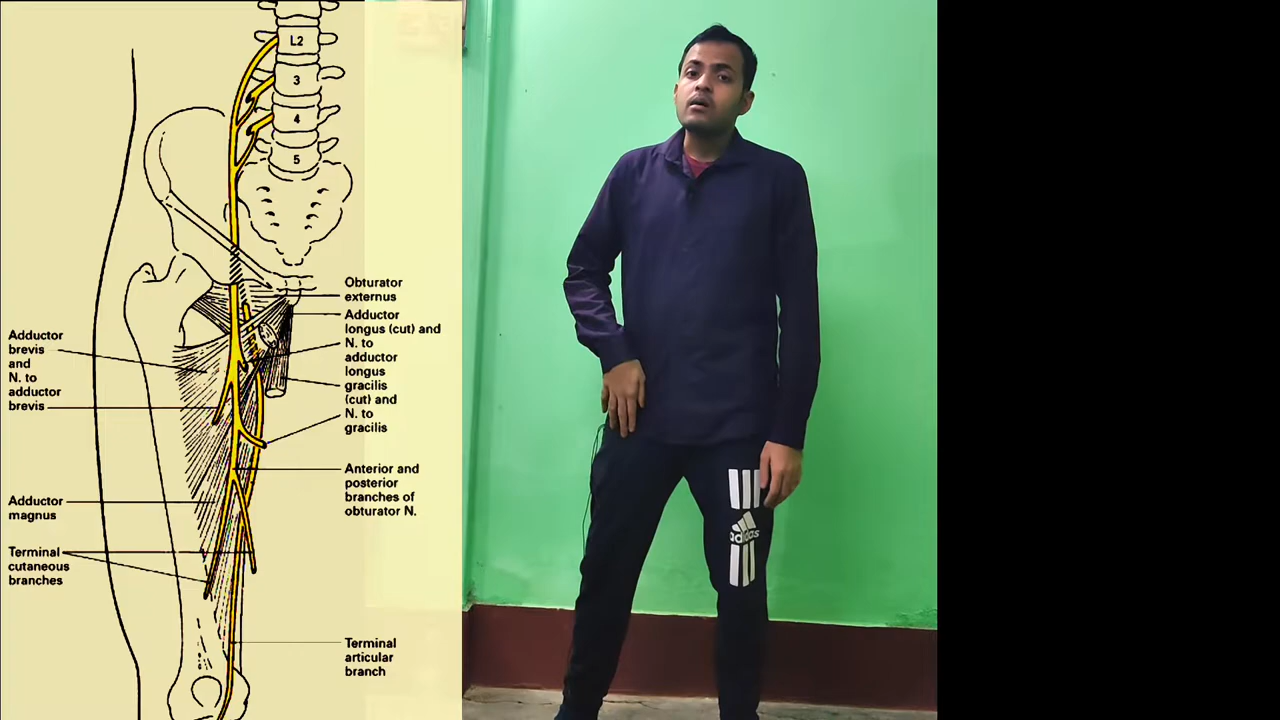 L2
3
4
5
Obturator
externus
Adductor
longus (cut) and
N. to
adductor
longus
gracilis
(cut) and
N. to
gracilis
Adductor
brevis
and
N. to
adductor
brevis
Anterior and
posterior
branches of
obturator N.
Adductor
magnus
Terminal
cutaneous
branches
Terminal
articular
branch
adidas